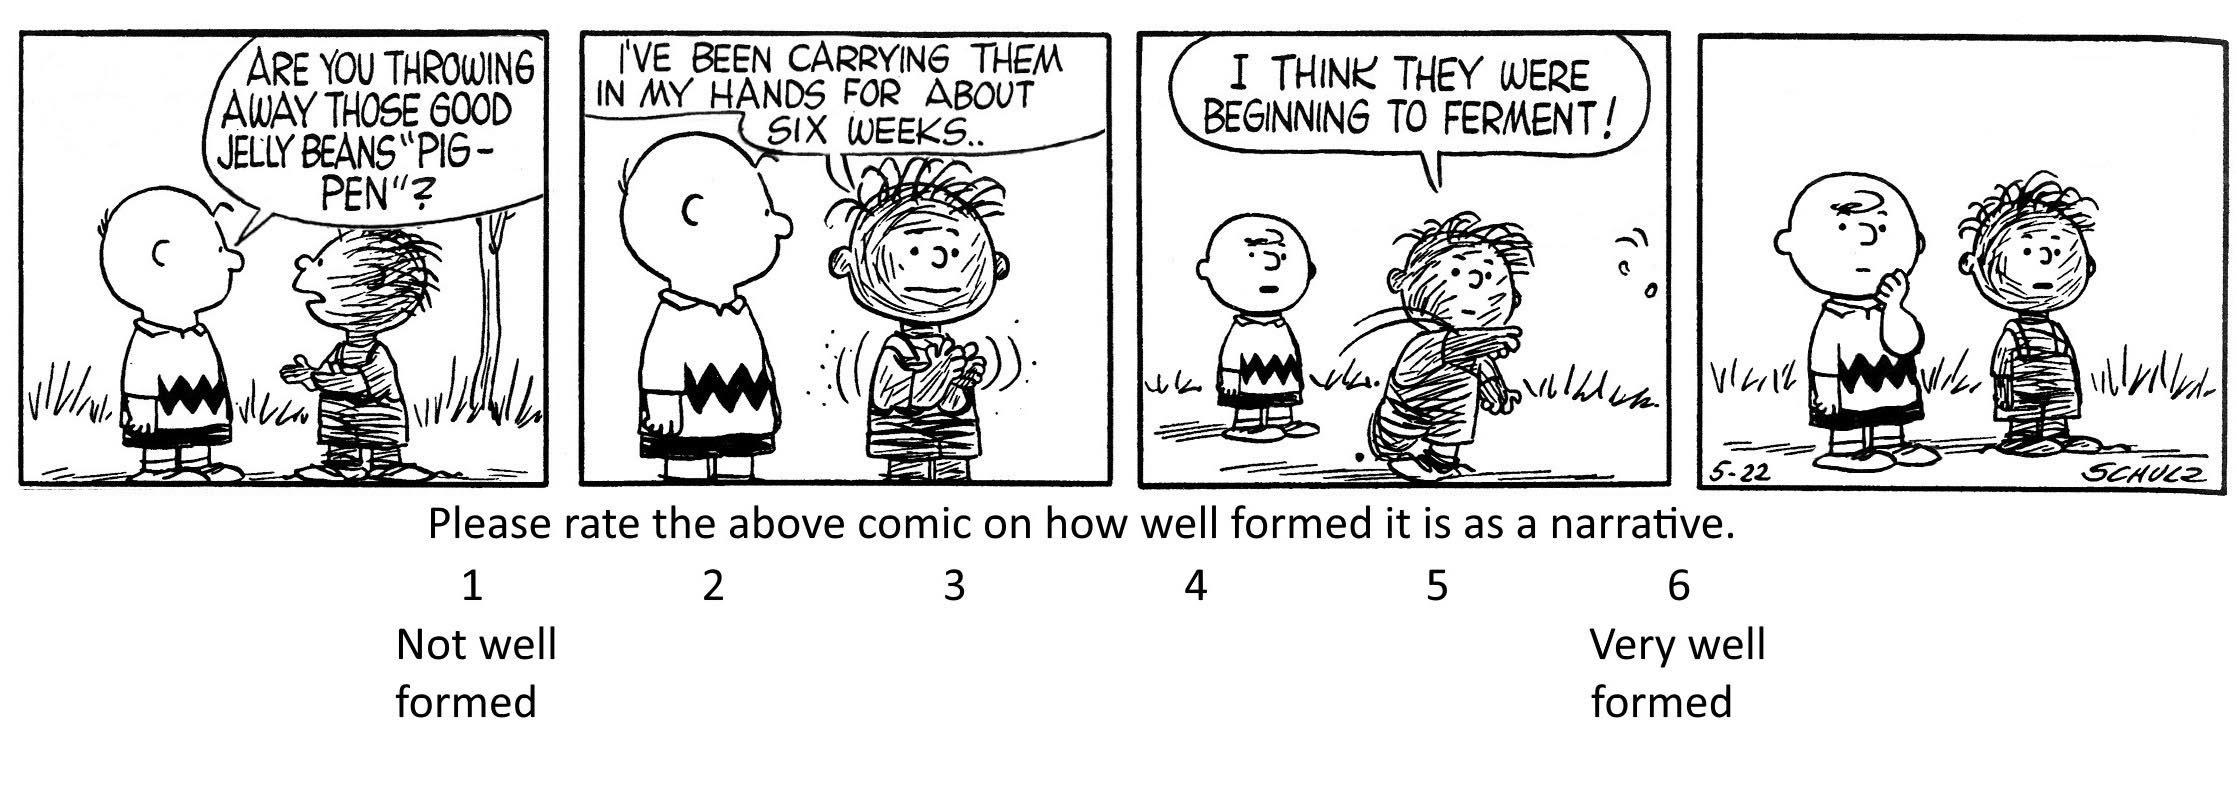 ARE YOU THROWING
AWAY THOSE GOOD
JELLY BEANS "PIG-
PEN"?
I'VE BEEN CARRYING THEM
IN MY HANDS FOR ABOUT
SIX WEEKS..
I THINK THEY WERE
BEGINNING TO FERMENT!
5-22
SCHULZ
Please rate the above comic on how well formed it is as a narrative.
1 2 3 4 5 6
Not well
formed
Very well
formed